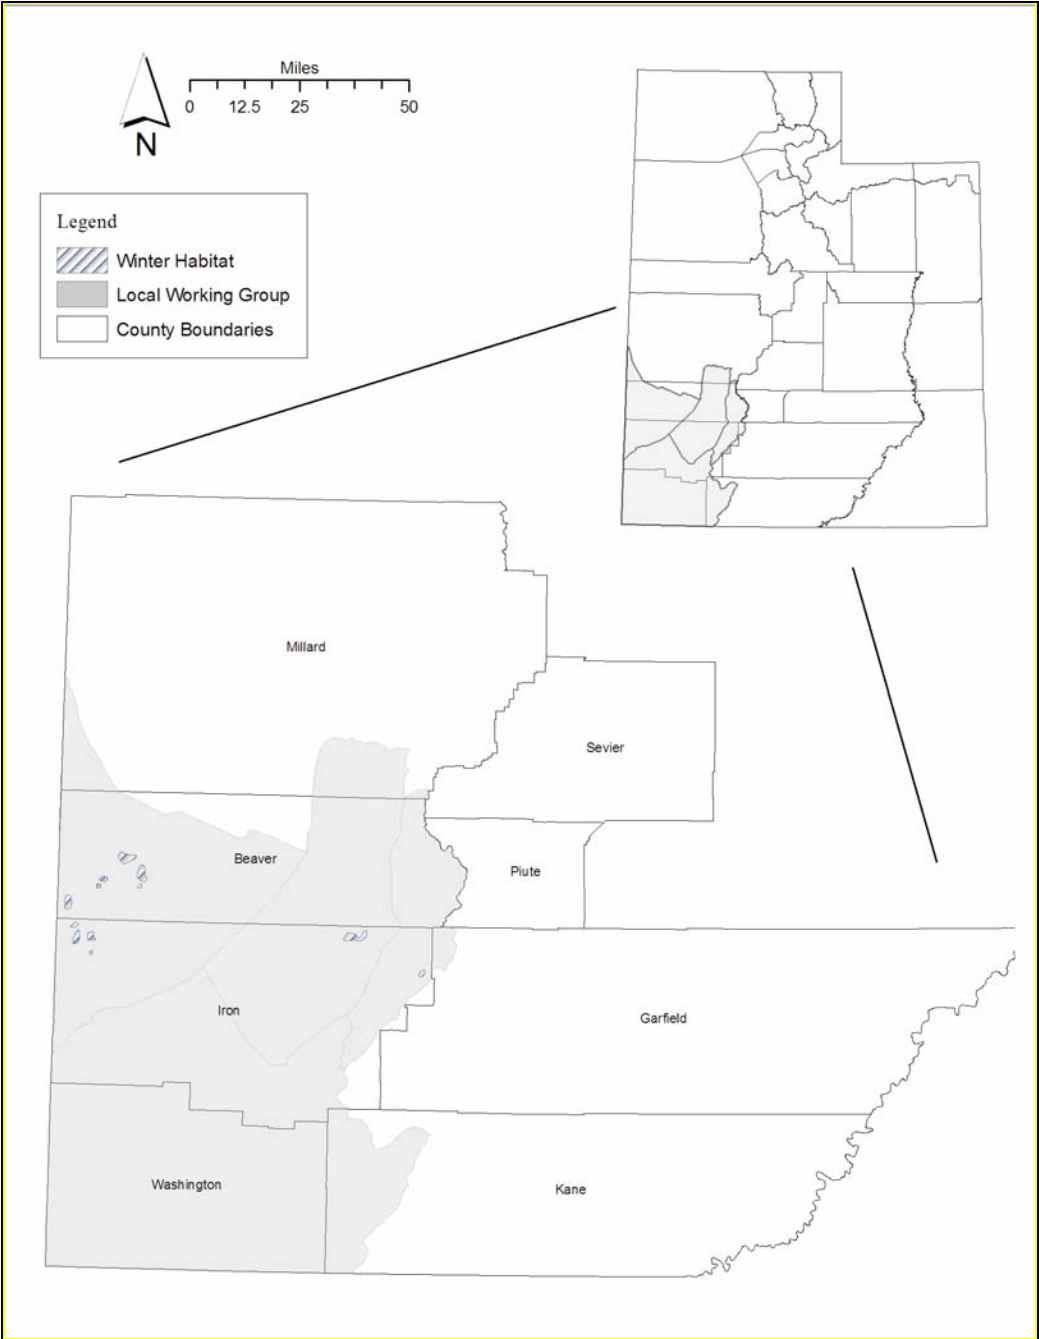 Miles
0 12.5 25 50
N
Legend
Winter Habitat
Local Working Group
County Boundaries
Millard
Sevier
Beaver
Piute
Iron
Garfield
Washington
Kane